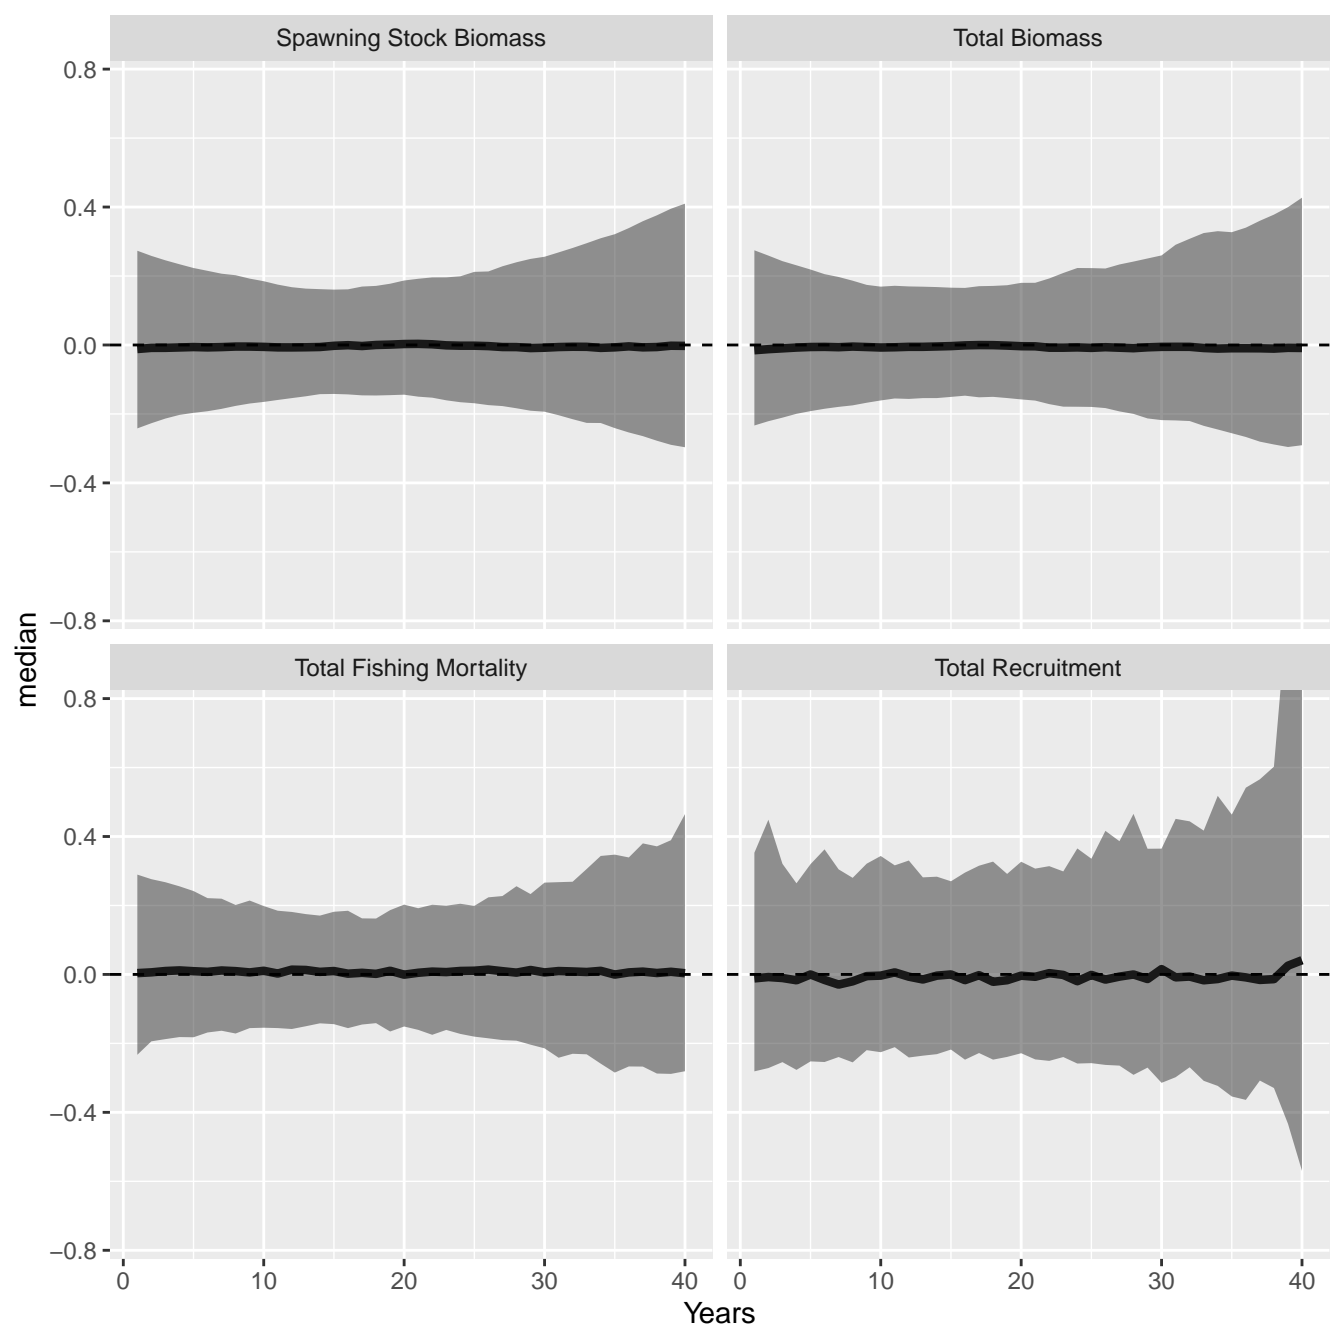 Spawning Stock Biomass
Total Biomass
0.8
0.4
0.0
−0.4
−0.8
median
Total Fishing Mortality
Total Recruitment
0.8
0.4
0.0
−0.4
−0.8
0 10 20 30 40
0 10 20 30 40
Years